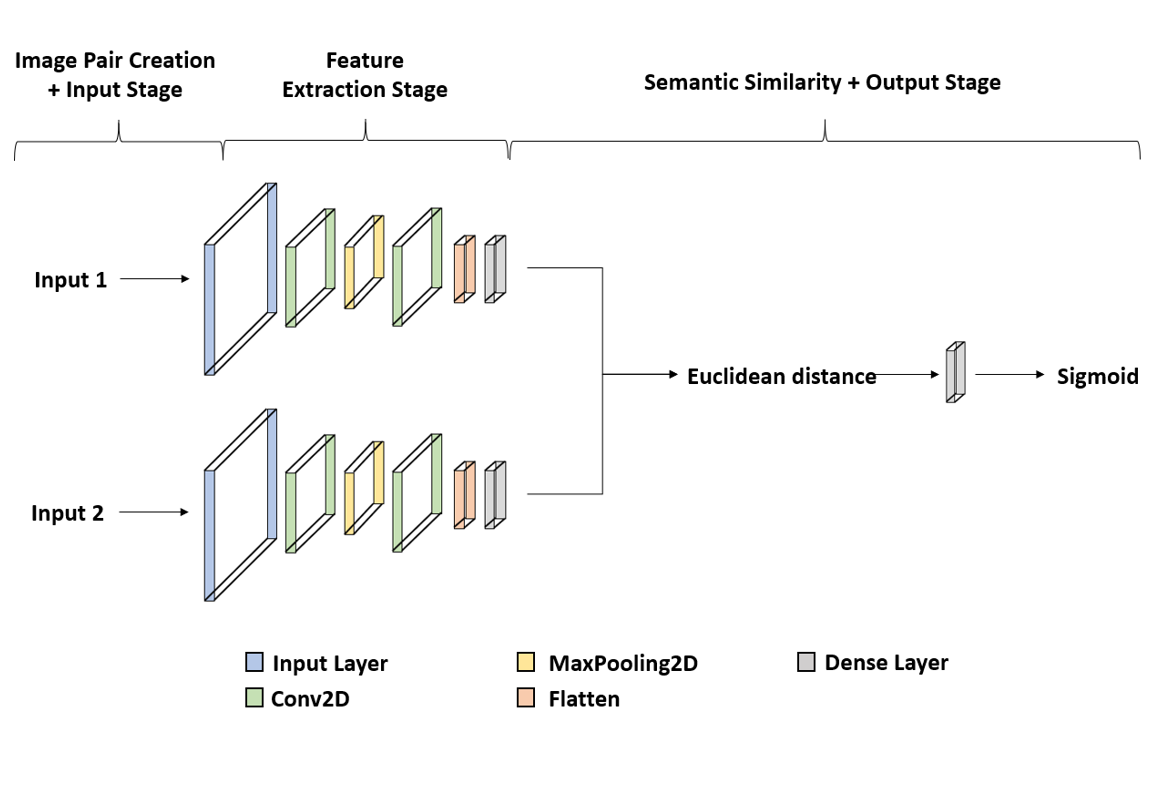 Image Pair Creation
+ Input Stage
Feature
Extraction Stage
Semantic Similarity + Output Stage
Input 1
Euclidean distance
Sigmoid
Input 2
Input Layer
MaxPooling2D
Dense Layer
Conv2D
Flatten